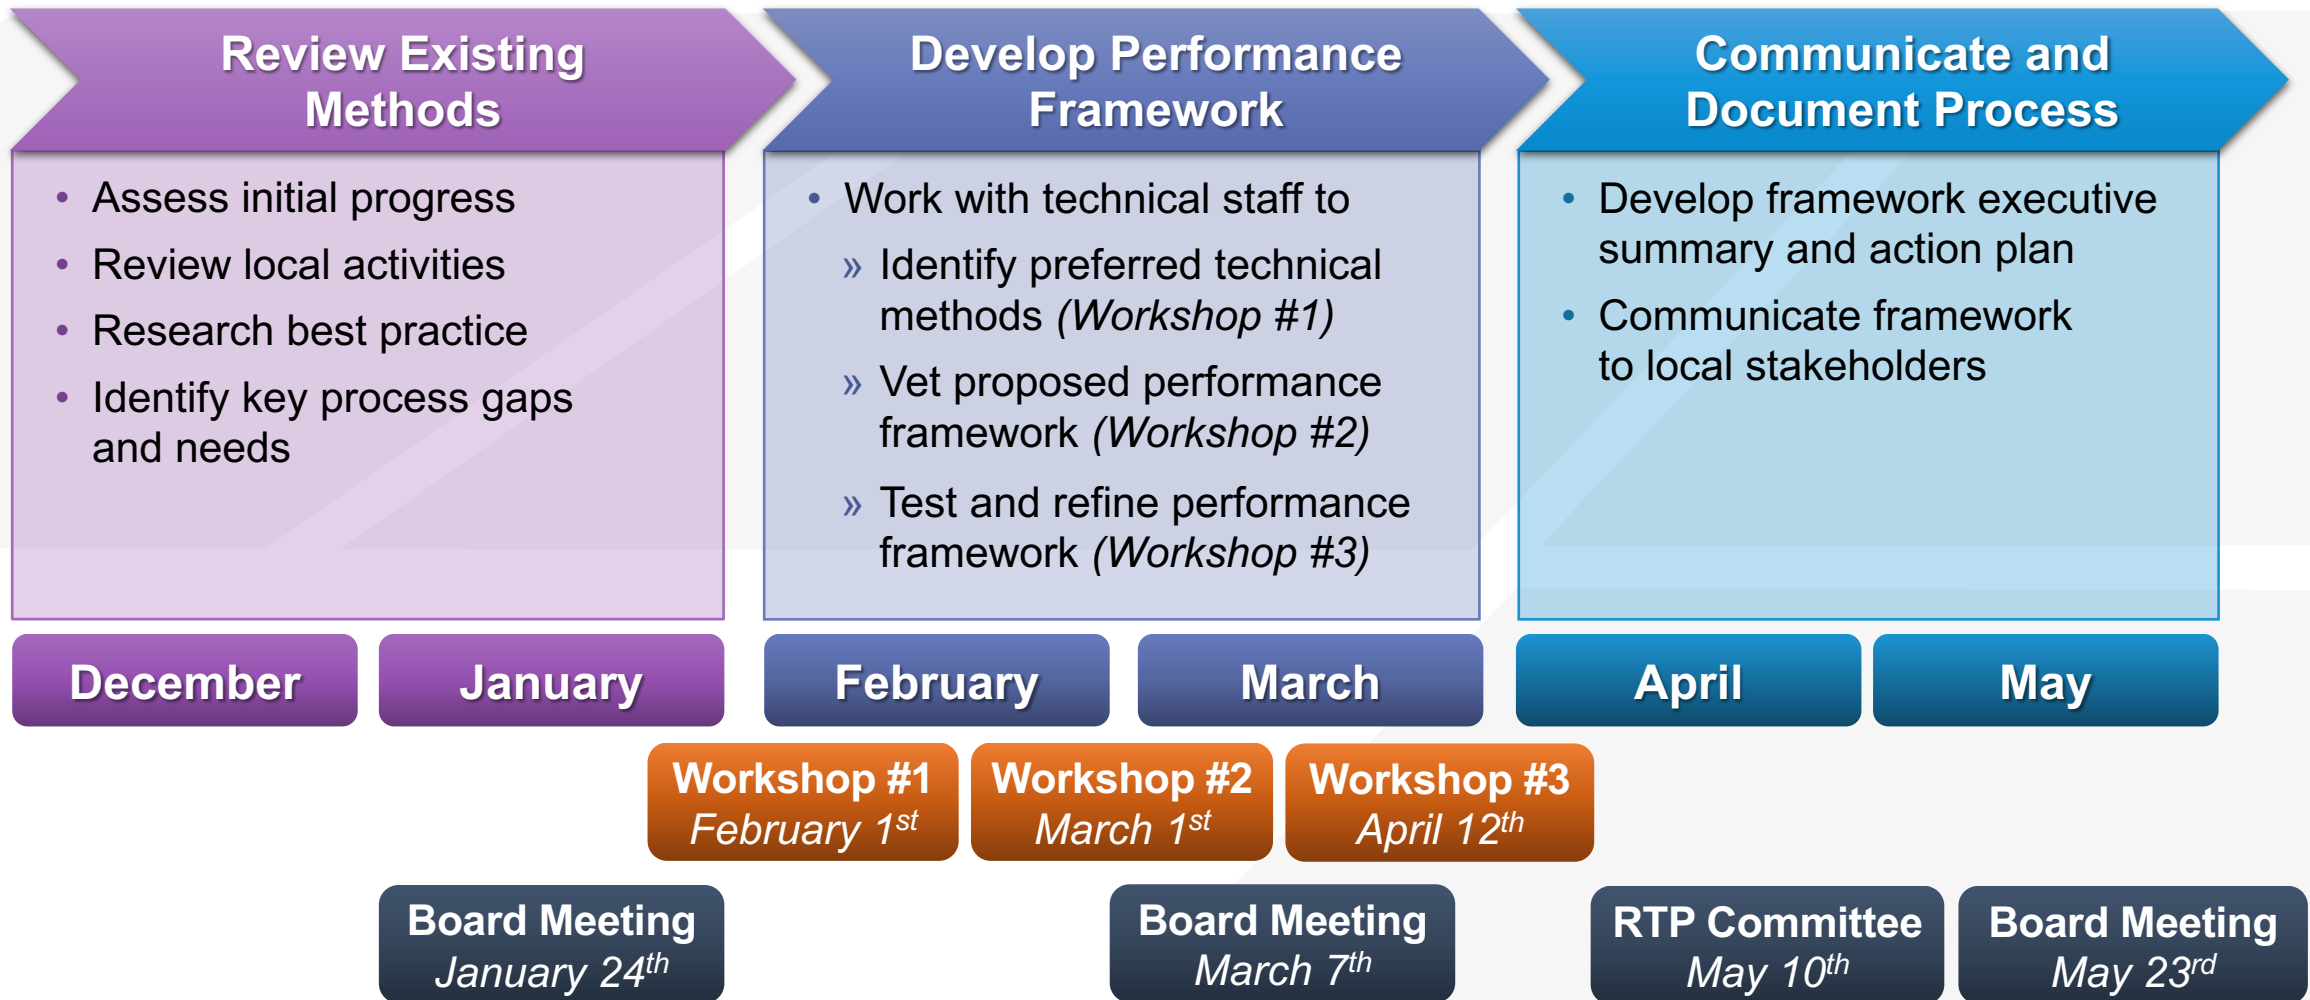 Review Existing
Methods
Develop Performance
Framework
Communicate and
Document Process
• Assess initial progress
• Review local activities
• Research best practice
• Identify key process gaps
and needs
• Work with technical staff to
» Identify preferred technical
methods (Workshop #1)
» Vet proposed performance
framework (Workshop #2)
» Test and refine performance
framework (Workshop #3)
• Develop framework executive
summary and action plan
• Communicate framework
to local stakeholders
December
January
February
March
April
May
Workshop #1
February 1st
Workshop #2
March 1st
Workshop #3
April 12th
Board Meeting
January 24th
Board Meeting
March 7th
RTP Committee
May 10th
Board Meeting
May 23rd